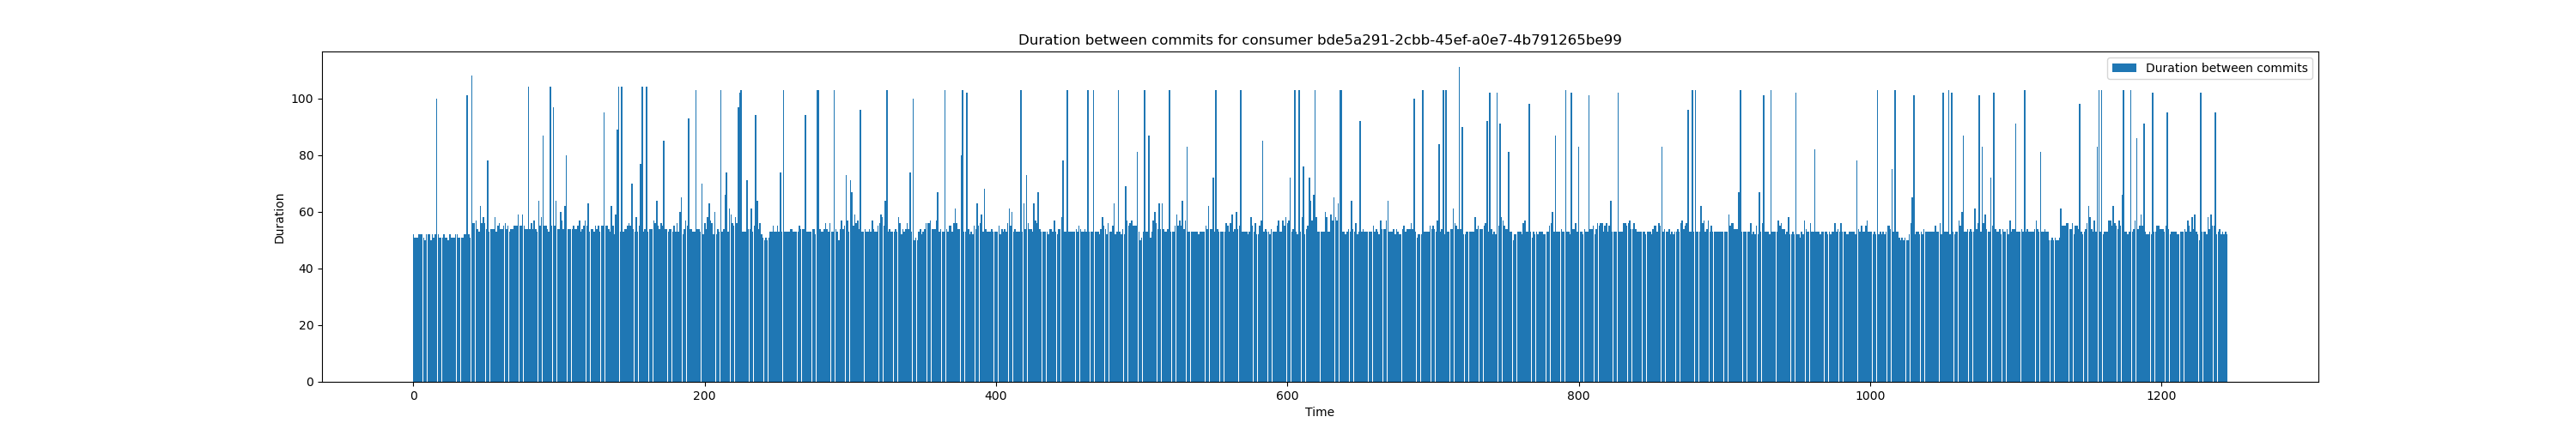 Duration between commits for consumer bde5a291-2cbb-45ef-a0e7-4b791265be99
Duration between commits
Duration
100
80
60
40
20
0
0 200 400 600 800 1000 1200
Time